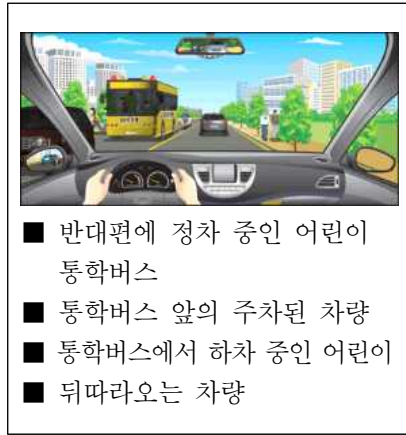 ■ 반대편에 정차 중인 어린이
통학버스
■ 통학버스 앞의 주차된 차량
■ 통학버스에서 하차 중인 어린이
■ 뒤따라오는 차량